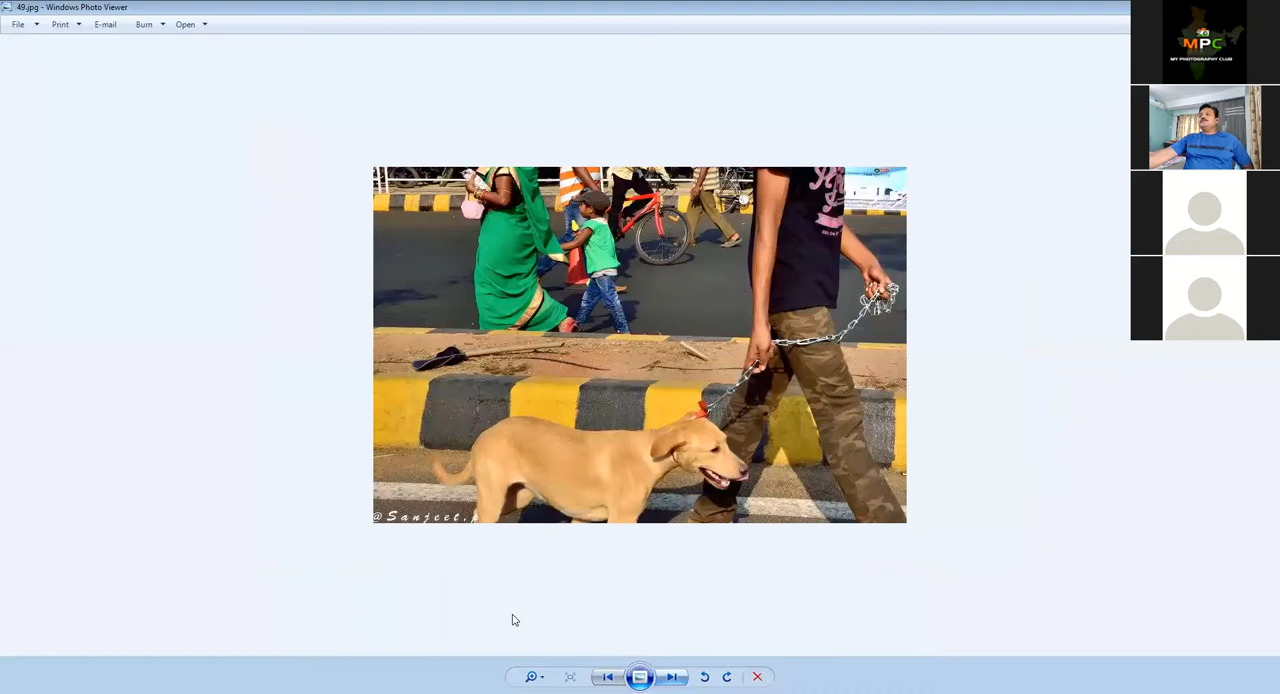 49.jpg - Windows Photo Viewer
File Print E-mail Burn Open
MPC
MY PHOTOGRAPHY CLUB
@Sanjeet.p